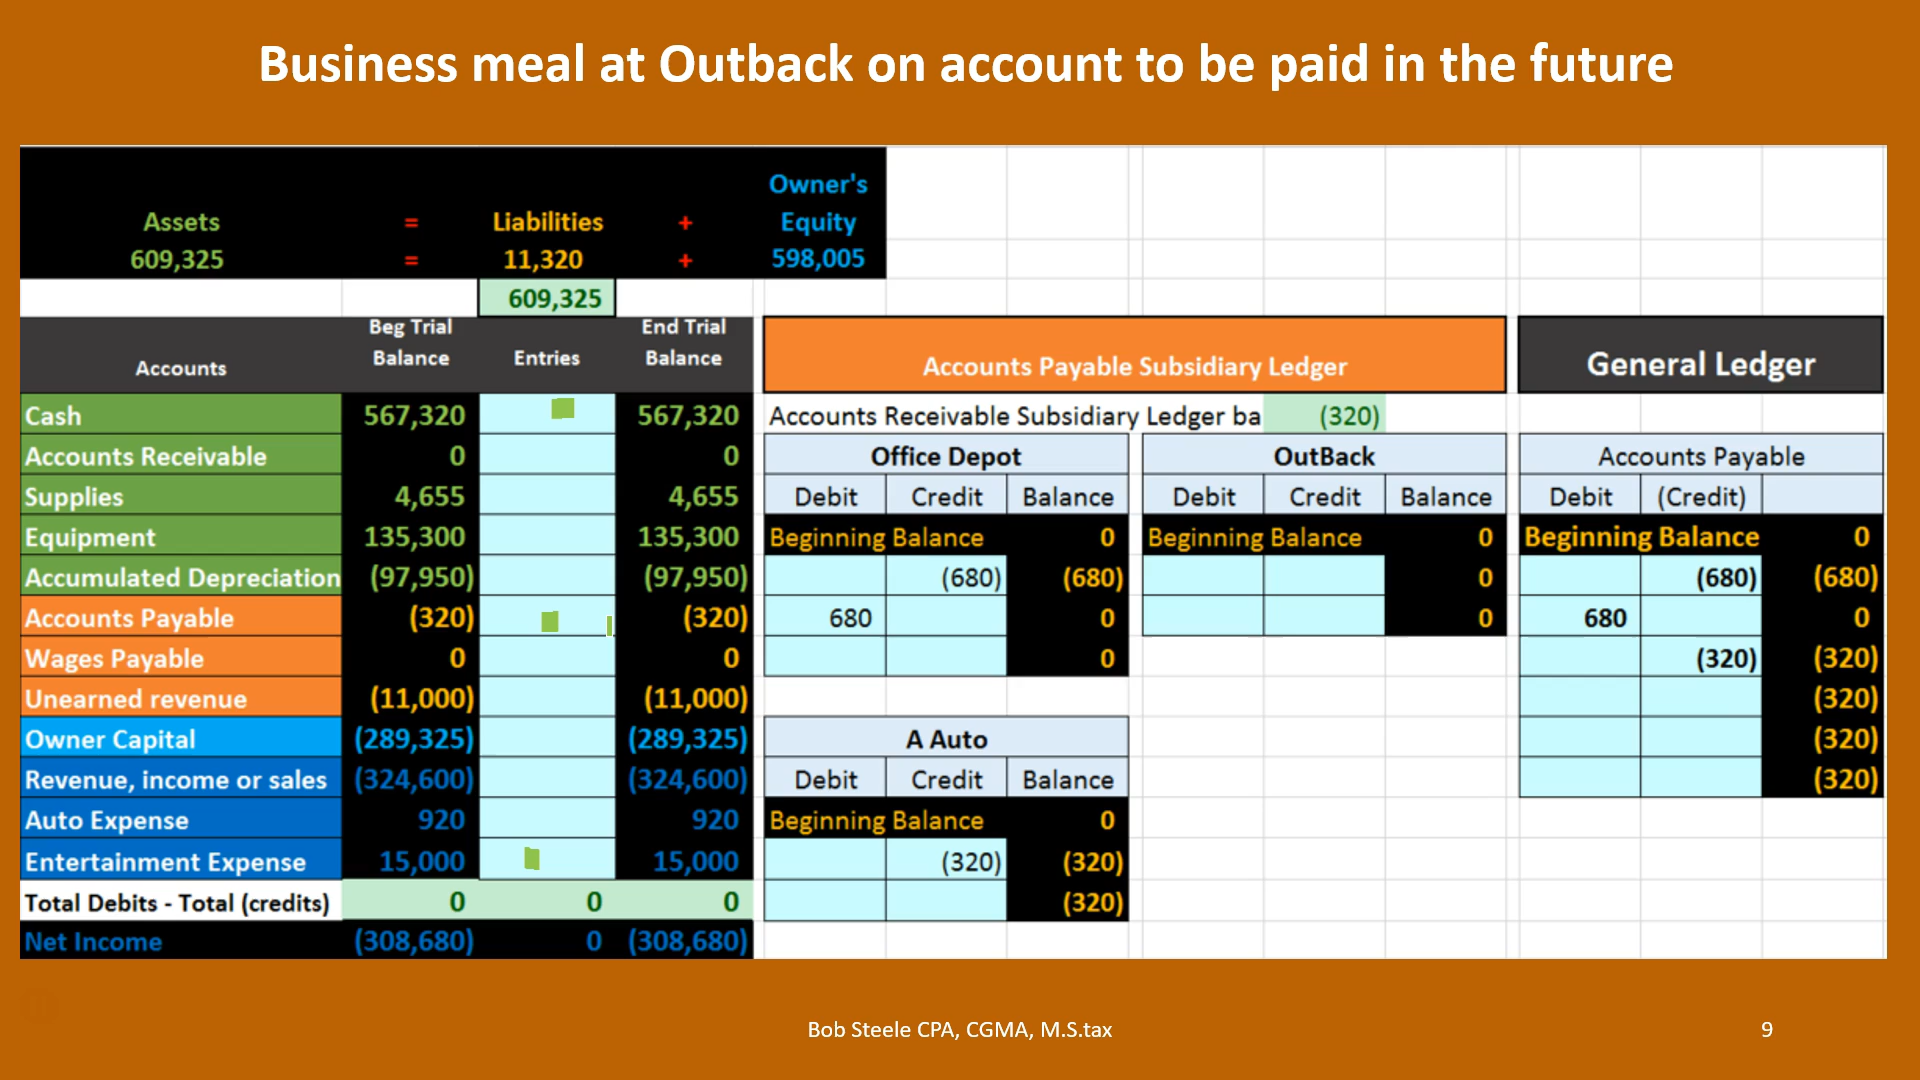 Business meal at Outback on account to be paid in the future
Owner's
Assets = Liabilities + Equity
609,325 = 11,320 + 598,005
609,325
Beg Trial End Trial
Accounts Balance Entries Balance
Cash 567,320 567,320
Accounts Receivable 0 0
Supplies 4,655 4,655
Equipment 135,300 135,300
Accumulated Depreciation (97,950) (97,950)
Accounts Payable (320) (320)
Wages Payable 0 0
Unearned revenue (11,000) (11,000)
Owner Capital (289,325) (289,325)
Revenue, income or sales (324,600) (324,600)
Auto Expense 920 920
Entertainment Expense 15,000 15,000
Total Debits - Total (credits) 0 0 0
Net Income (308,680) 0 (308,680)
Accounts Payable Subsidiary Ledger
Accounts Receivable Subsidiary Ledger ba (320)
Office Depot
Debit Credit Balance
Beginning Balance 0
(680) (680)
680 0
0
OutBack
Debit Credit Balance
Beginning Balance 0
0
0
A Auto
Debit Credit Balance
Beginning Balance 0
(320) (320)
(320)
General Ledger
Accounts Payable
Debit (Credit)
Beginning Balance 0
(680) (680)
680 0
(320) (320)
(320)
(320)
(320)
Bob Steele CPA, CGMA, M.S.tax
9